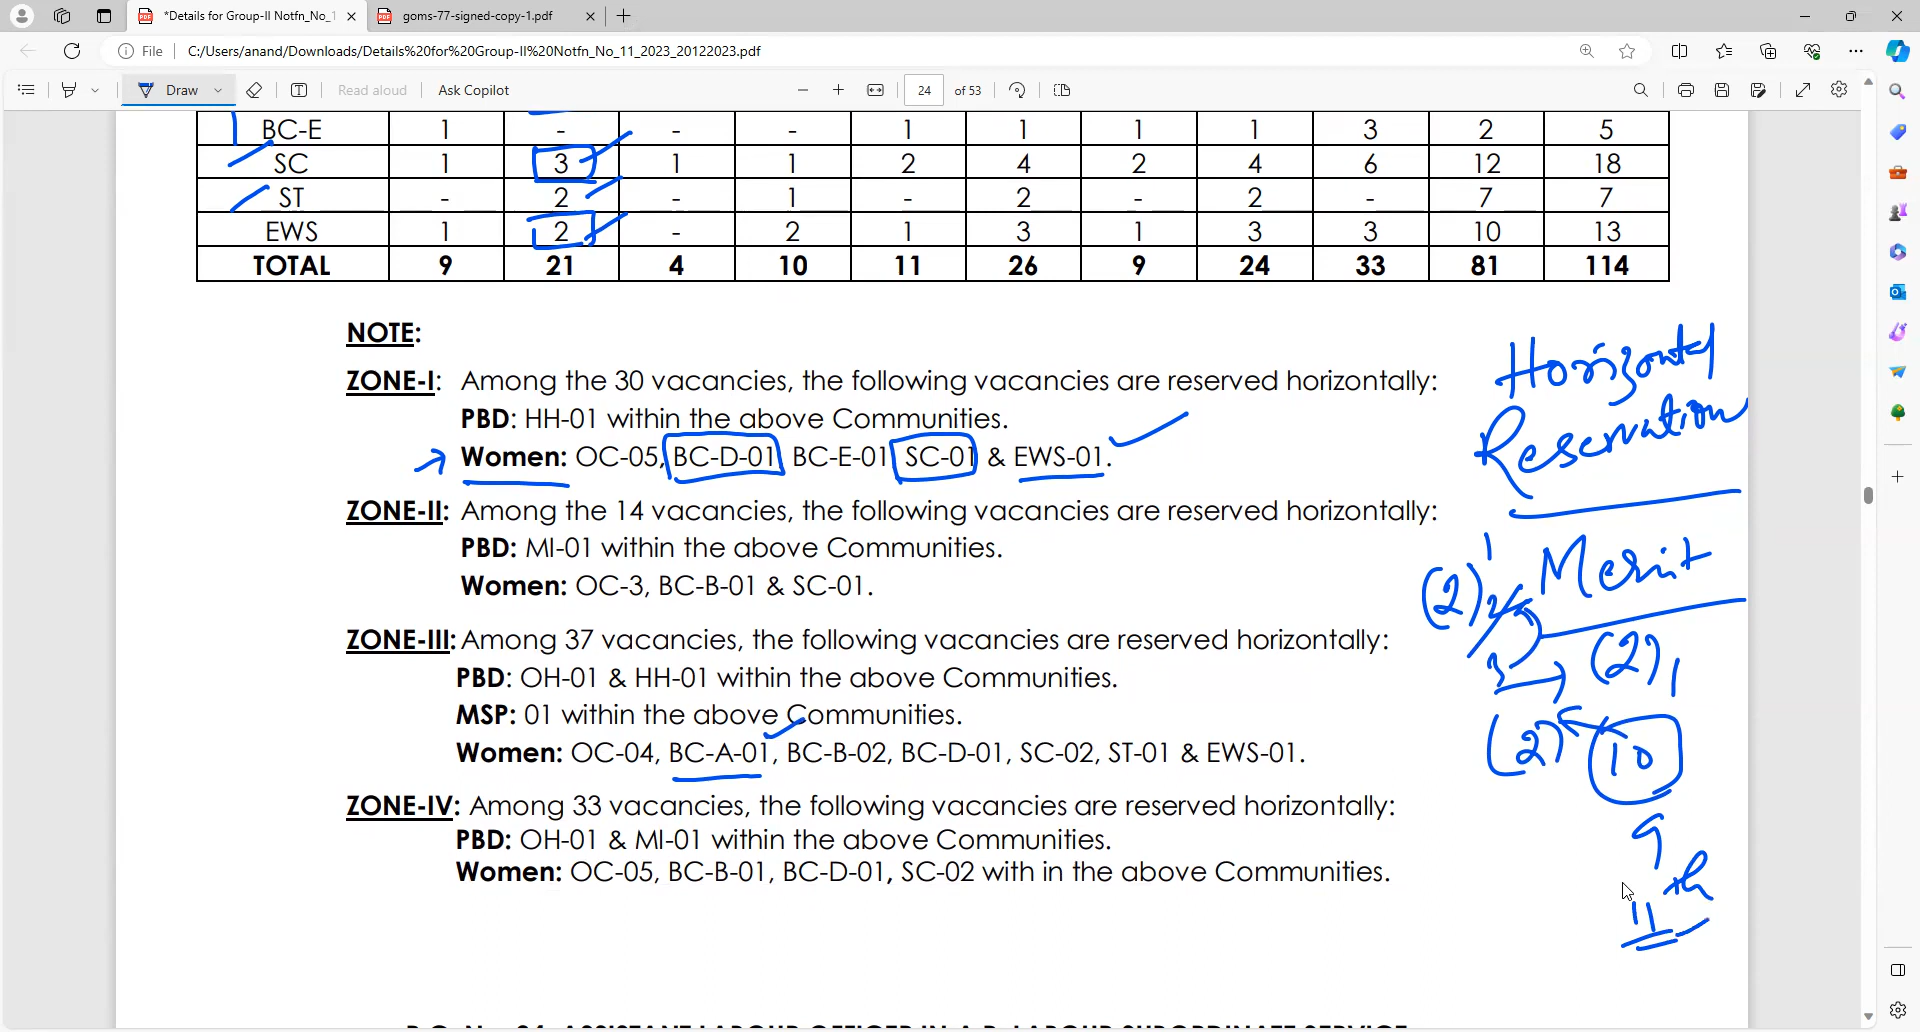 *Details for Group-II Notfn_No_1
goms-77-signed-copy-1.pdf
File C:/Users/anand/Downloads/Details%20for%20Group-II%20Notfn_No_11_2023_20122023.pdf
Draw Read aloud Ask Copilot 24 of 53
BC-E 1 - - - 1 1 1 1 3 2 5
SC 1 3 1 1 2 4 2 4 6 12 18
ST - 2 - 1 - 2 - 2 - 7 7
EWS 1 2 - 2 1 3 1 3 3 10 13
TOTAL 9 21 4 10 11 26 9 24 33 81 114
NOTE:
ZONE-I: Among the 30 vacancies, the following vacancies are reserved horizontally:
PBD: HH-01 within the above Communities.
Women: OC-05, BC-D-01, BC-E-01, SC-01 & EWS-01.
ZONE-II: Among the 14 vacancies, the following vacancies are reserved horizontally:
PBD: MI-01 within the above Communities.
Women: OC-3, BC-B-01 & SC-01.
ZONE-III: Among 37 vacancies, the following vacancies are reserved horizontally:
PBD: OH-01 & HH-01 within the above Communities.
MSP: 01 within the above Communities.
Women: OC-04, BC-A-01, BC-B-02, BC-D-01, SC-02, ST-01 & EWS-01.
ZONE-IV: Among 33 vacancies, the following vacancies are reserved horizontally:
PBD: OH-01 & MI-01 within the above Communities.
Women: OC-05, BC-B-01, BC-D-01, SC-02 with in the above Communities.
Horizontal
Reservation
1
(2) Merit
3 (2) 1
(2) 10
9
th
11